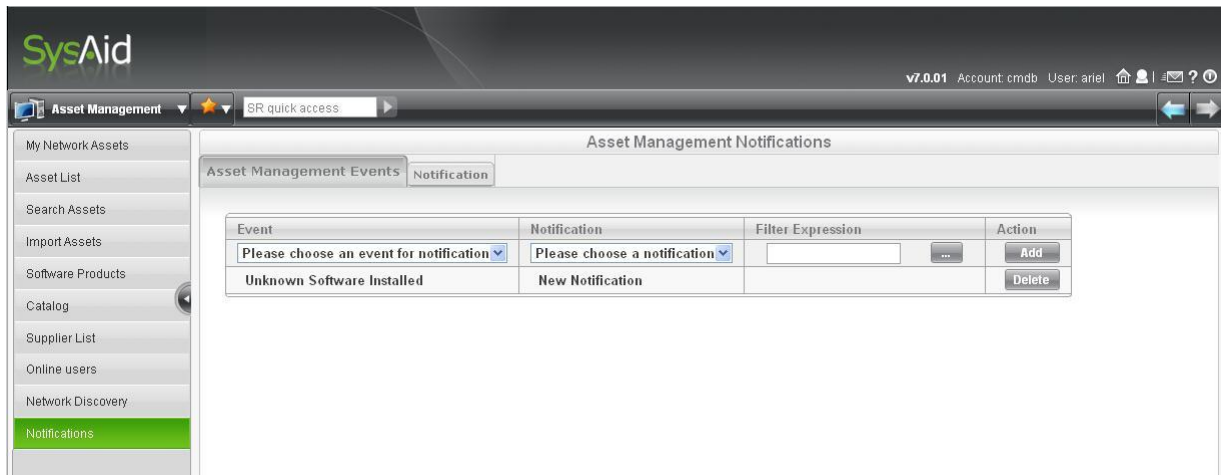 SysAid
v7.0.01 Account: cmdb User: ariel ?
Asset Management SR quick access
My Network Assets
Asset List
Search Assets
Import Assets
Software Products
Catalog
Supplier List
Online users
Network Discovery
Notifications
Asset Management Notifications
Asset Management Events Notification
Event Notification Filter Expression Action
Please choose an event for notification Please choose a notification ... Add
Unknown Software Installed New Notification Delete